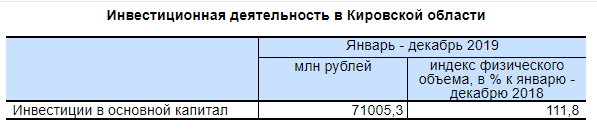 Инвестиционная деятельность в Кировской области
Январь - декабрь 2019
млн рублей
индекс физического
объема, в % к январю -
декабрю 2018
Инвестиции в основной капитал 71005,3 111,8